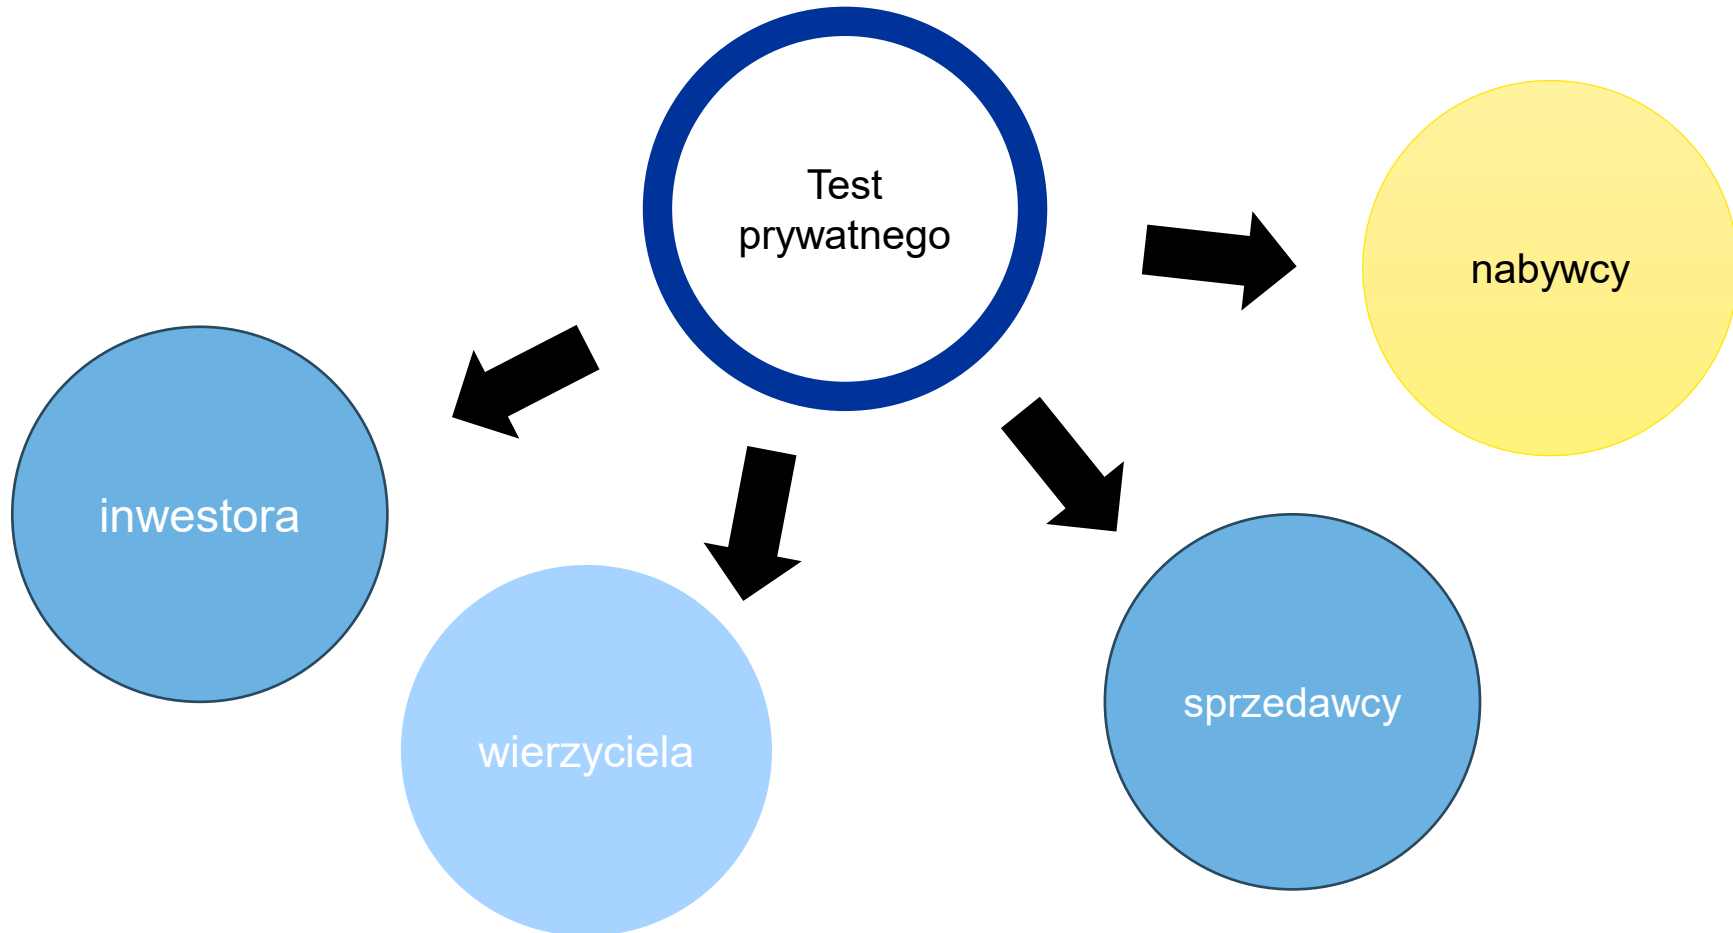 Test
prywatnego
nabywcy
inwestora
sprzedawcy
wierzyciela